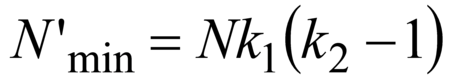 N'min = Nk1(k2 − 1)